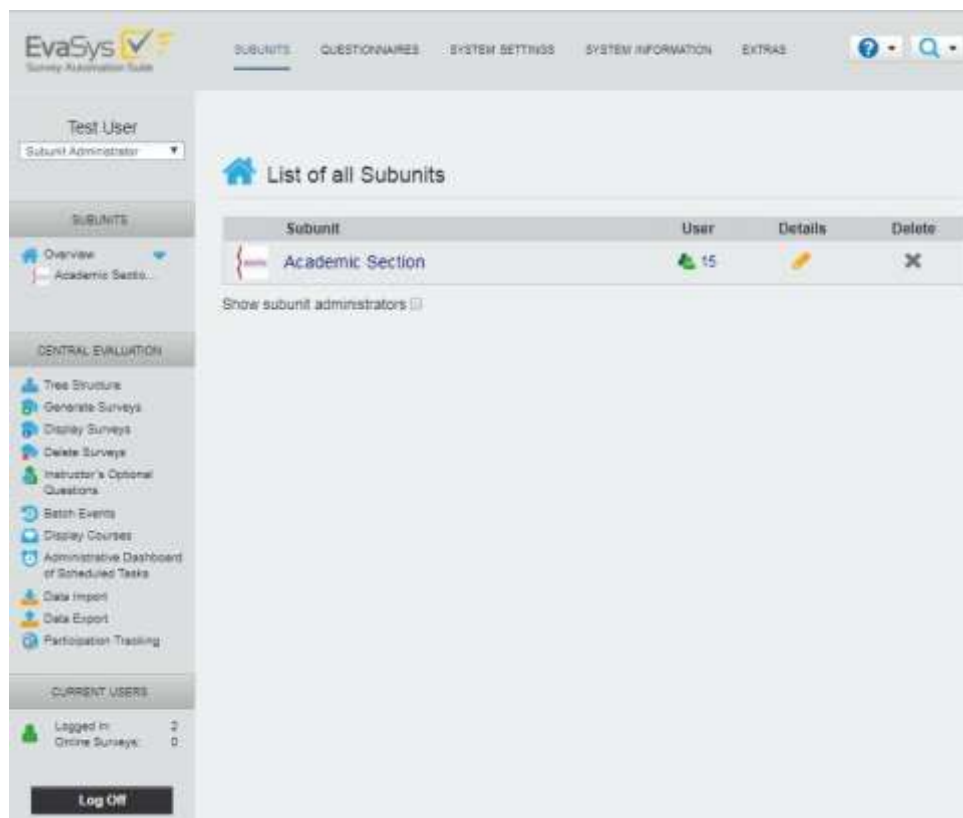 EvaSys
Survey Automation Suite
SUBUNITS QUESTIONNAIRES SYSTEM SETTINGS SYSTEM INFORMATION EXTRAS
Test User
Subunit Administrator
List of all Subunits
SUBUNITS
Subunit User Details Delete
Overview
Academic Sectio...
Academic Section 15
Show subunit administrators
CENTRAL EVALUATION
Tree Structure
Generate Surveys
Display Surveys
Delete Surveys
Instructor's Optional
Questions
Batch Events
Display Courses
Administrative Dashboard
of Scheduled Tasks
Data Import
Data Export
Participation Tracking
CURRENT USERS
Logged in: 2
Online Surveys: 0
Log Off